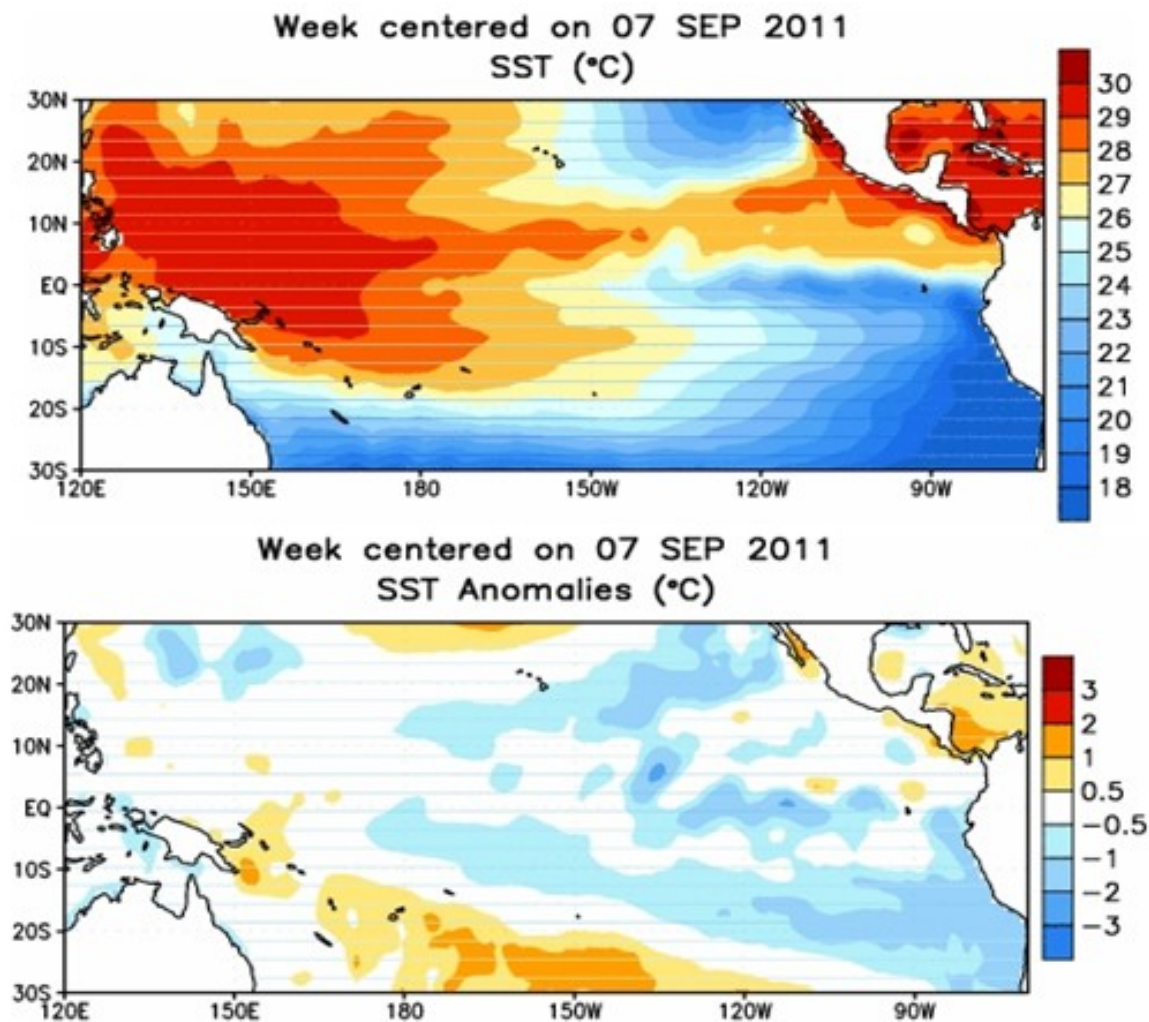 Week centered on 07 SEP 2011
SST (°C)
30N
20N
10N
EQ
10S
20S
30S
120E 150E 180 150W 120W 90W
30
29
28
27
26
25
24
23
22
21
20
19
18
Week centered on 07 SEP 2011
SST Anomalies (°C)
30N
20N
10N
EQ
10S
20S
30S
120E 150E 180 150W 120W 90W
3
2
1
0.5
-0.5
-1
-2
-3